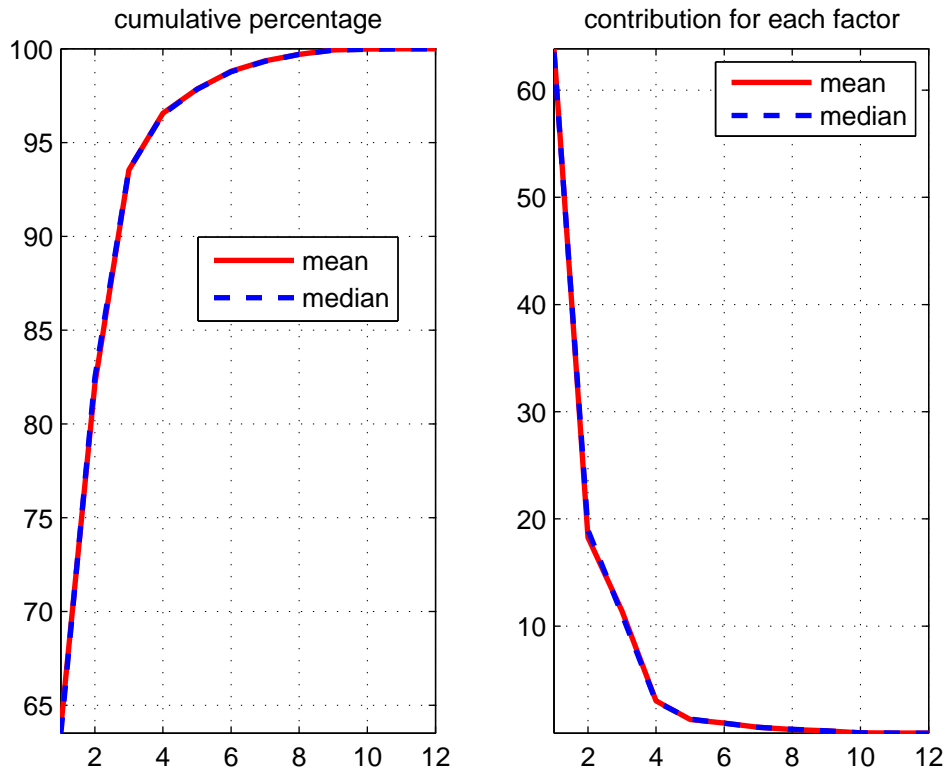 cumulative percentage
100
95
90
85
80
75
70
65
2 4 6 8 10 12
mean
median
contribution for each factor
60
50
40
30
20
10
2 4 6 8 10 12
mean
median